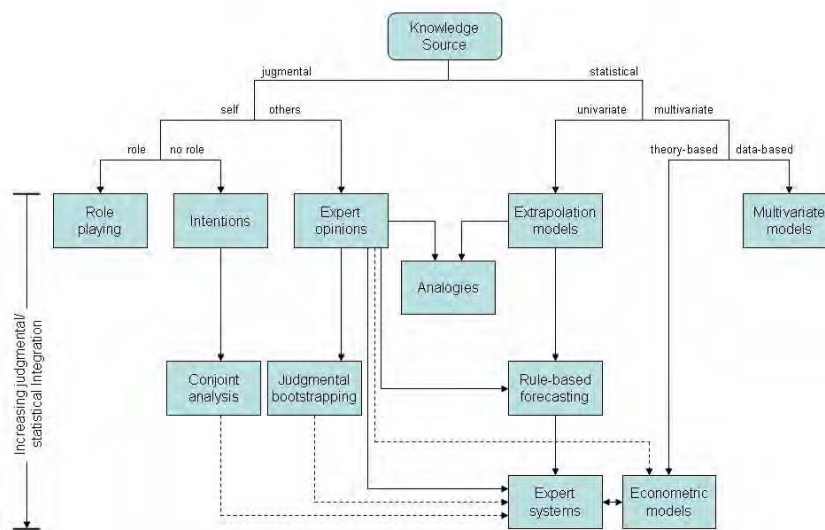 Knowledge
Source
jugmental
statistical
self
others
univariate
multivariate
role
no role
theory-based
data-based
Role
playing
Intentions
Expert
opinions
Extrapolation
models
Multivariate
models
Analogies
Increasing judgmental/
statistical Integration
Conjoint
analysis
Judgmental
bootstrapping
Rule-based
forecasting
Expert
systems
Econometric
models